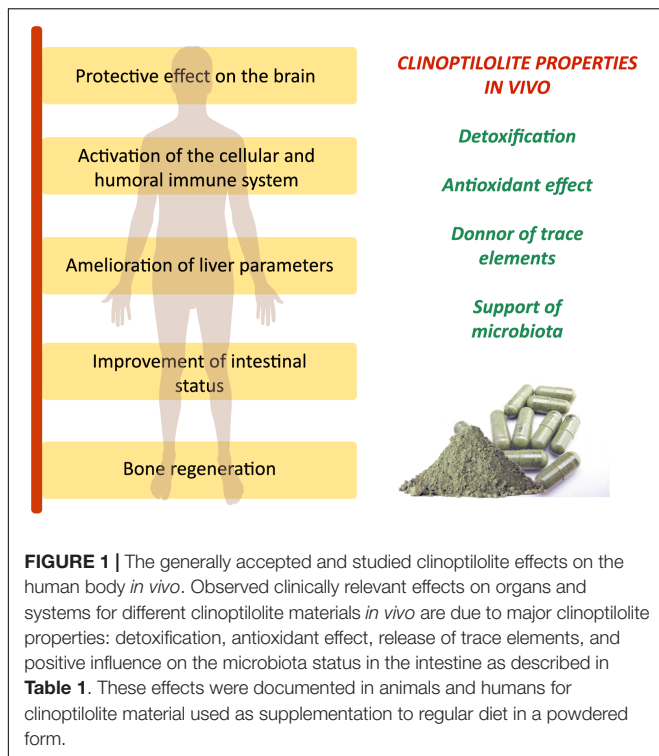 Protective effect on the brain
Activation of the cellular and
humoral immune system
Amelioration of liver parameters
Improvement of intestinal
status
Bone regeneration
CLINOPTILOLITE PROPERTIES
IN VIVO
Detoxification
Antioxidant effect
Donnor of trace
elements
Support of
microbiota
FIGURE 1 | The generally accepted and studied clinoptilolite effects on the
human body in vivo. Observed clinically relevant effects on organs and
systems for different clinoptilolite materials in vivo are due to major clinoptilolite
properties: detoxification, antioxidant effect, release of trace elements, and
positive influence on the microbiota status in the intestine as described in
Table 1. These effects were documented in animals and humans for
clinoptilolite material used as supplementation to regular diet in a powdered
form.